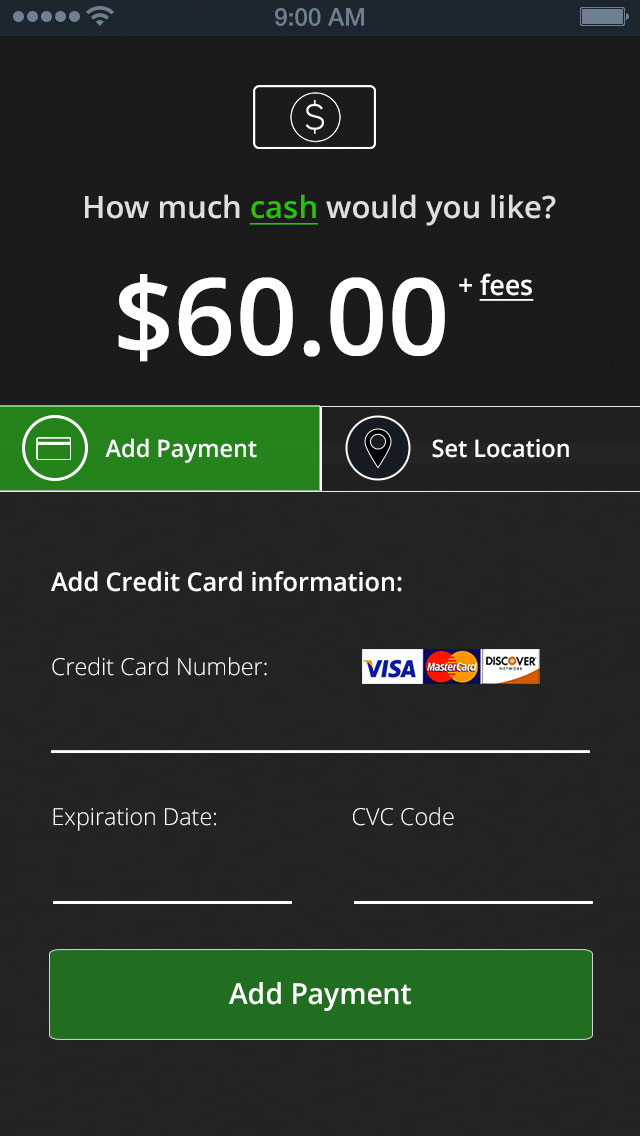 9:00 AM
$
How much cash would you like?
$60.00 + fees
Add Payment
Set Location
Add Credit Card information:
Credit Card Number:
VISA MasterCard DISCOVER
NETWORK
Expiration Date:
CVC Code
Add Payment